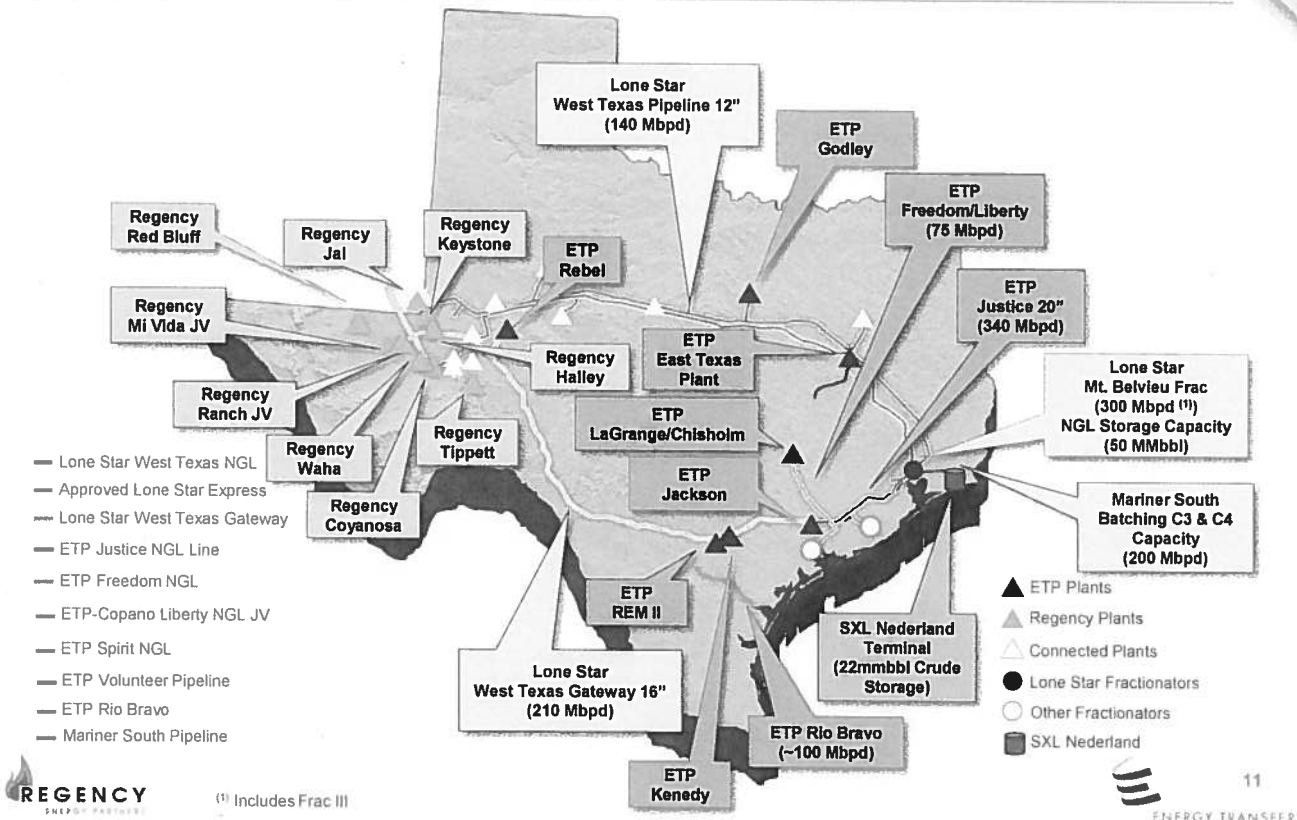 Lone Star
West Texas Pipeline 12"
(140 Mbpd)
ETP
Godley
ETP
Freedom/Liberty
(75 Mbpd)
Regency
Red Bluff
Regency
Jal
Regency
Keystone
ETP
Rebel
ETP
Justice 20"
(340 Mbpd)
Regency
Mi Vida JV
Regency
Halley
ETP
East Texas
Plant
Lone Star
Mt. Belvieu Frac
(300 Mbpd (1))
NGL Storage Capacity
(50 MMbbl)
Regency
Ranch JV
ETP
LaGrange/Chisholm
Regency
Waha
Regency
Tippett
Regency
Coyanosa
ETP
Jackson
Mariner South
Batching C3 & C4
Capacity
(200 Mbpd)
Lone Star West Texas NGL
Approved Lone Star Express
Lone Star West Texas Gateway
ETP Justice NGL Line
ETP Freedom NGL
ETP-Copano Liberty NGL JV
ETP Spirit NGL
ETP Volunteer Pipeline
ETP Rio Bravo
Mariner South Pipeline
ETP
REM II
Lone Star
West Texas Gateway 16"
(210 Mbpd)
SXL Nederland
Terminal
(22mmbbl Crude
Storage)
ETP Rio Bravo
(~100 Mbpd)
ETP
Kenedy
ETP Plants
Regency Plants
Connected Plants
Lone Star Fractionators
Other Fractionators
SXL Nederland
REGENCY
ENERGY PARTNERS
(1) Includes Frac III
11
ENERGY TRANSFER